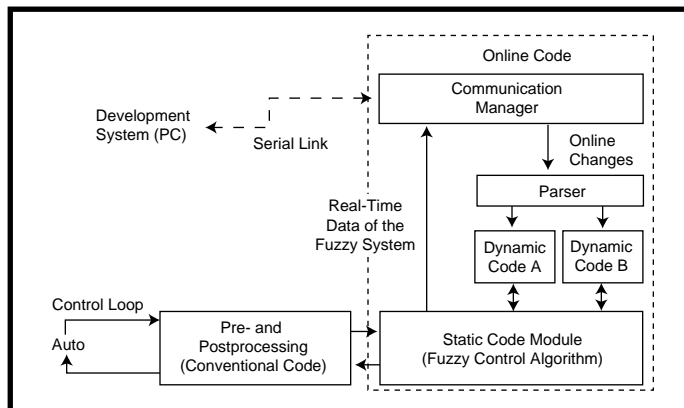 Online Code
Communication
Manager
Development
System (PC)
Serial Link
Online
Changes
Parser
Real-Time
Data of the
Fuzzy System
Dynamic
Code A
Dynamic
Code B
Control Loop
Auto
Pre- and
Postprocessing
(Conventional Code)
Static Code Module
(Fuzzy Control Algorithm)